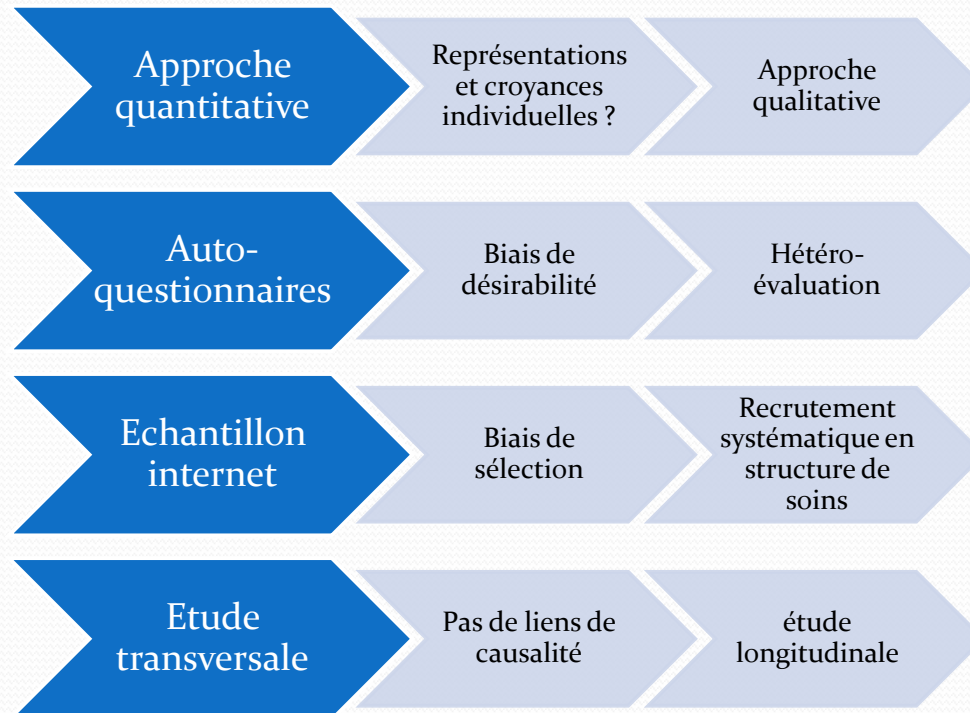 Approche
quantitative
Représentations
et croyances
individuelles ?
Approche
qualitative
Auto-
questionnaires
Biais de
désirabilité
Hétéro-
évaluation
Echantillon
internet
Biais de
sélection
Recrutement
systématique en
structure de
soins
Etude
transversale
Pas de liens de
causalité
étude
longitudinale